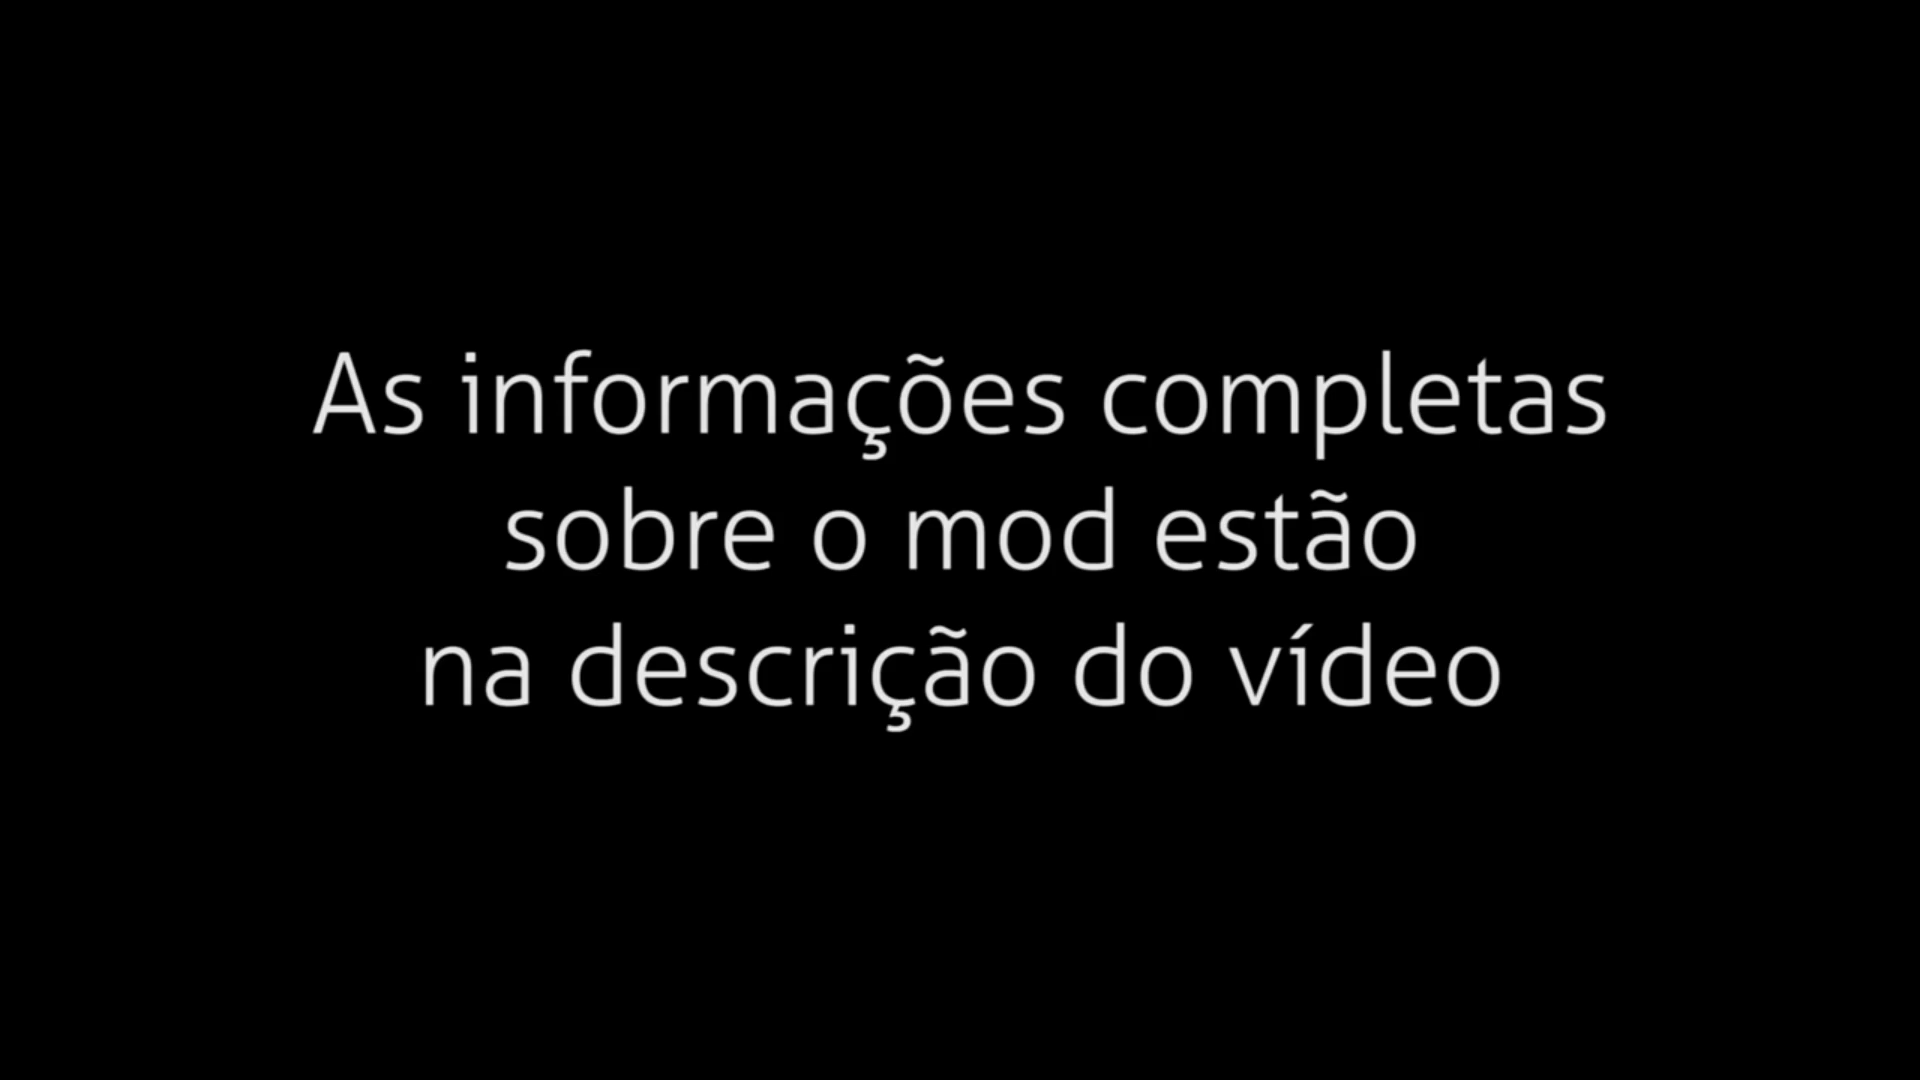 As informações completas
sobre o mod estão
na descrição do vídeo